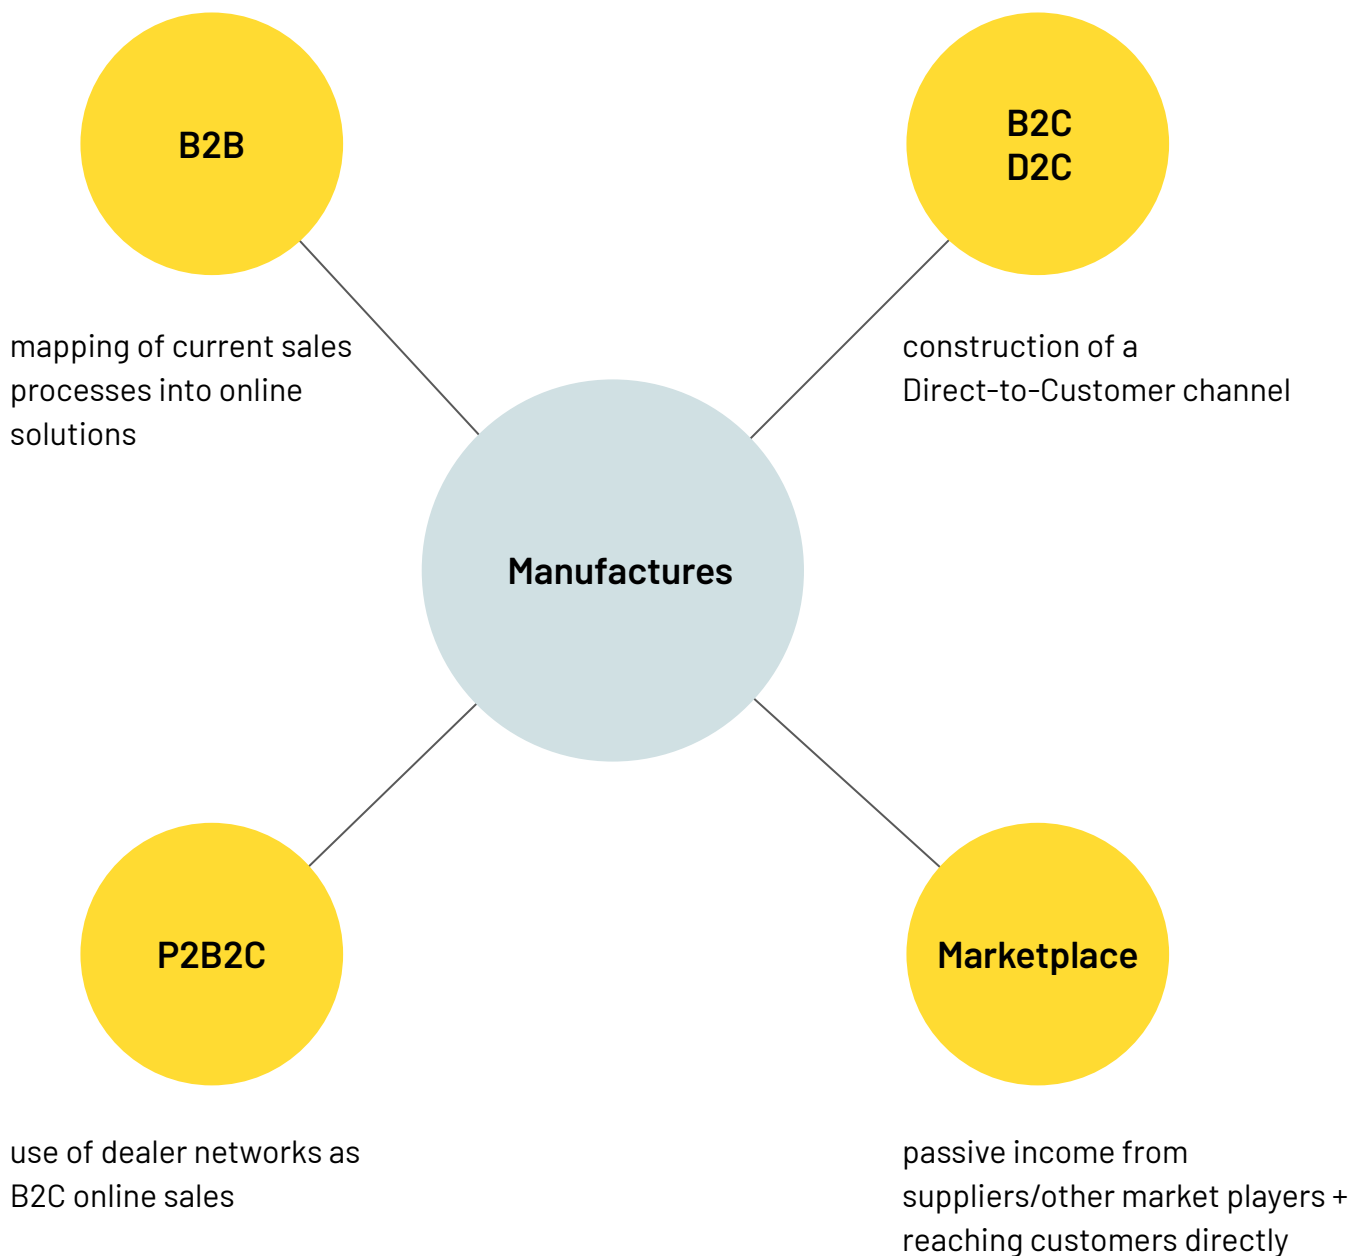 B2B
B2C
D2C
mapping of current sales
processes into online
solutions
construction of a
Direct-to-Customer channel
Manufactures
P2B2C
Marketplace
use of dealer networks as
B2C online sales
passive income from
suppliers/other market players +
reaching customers directly